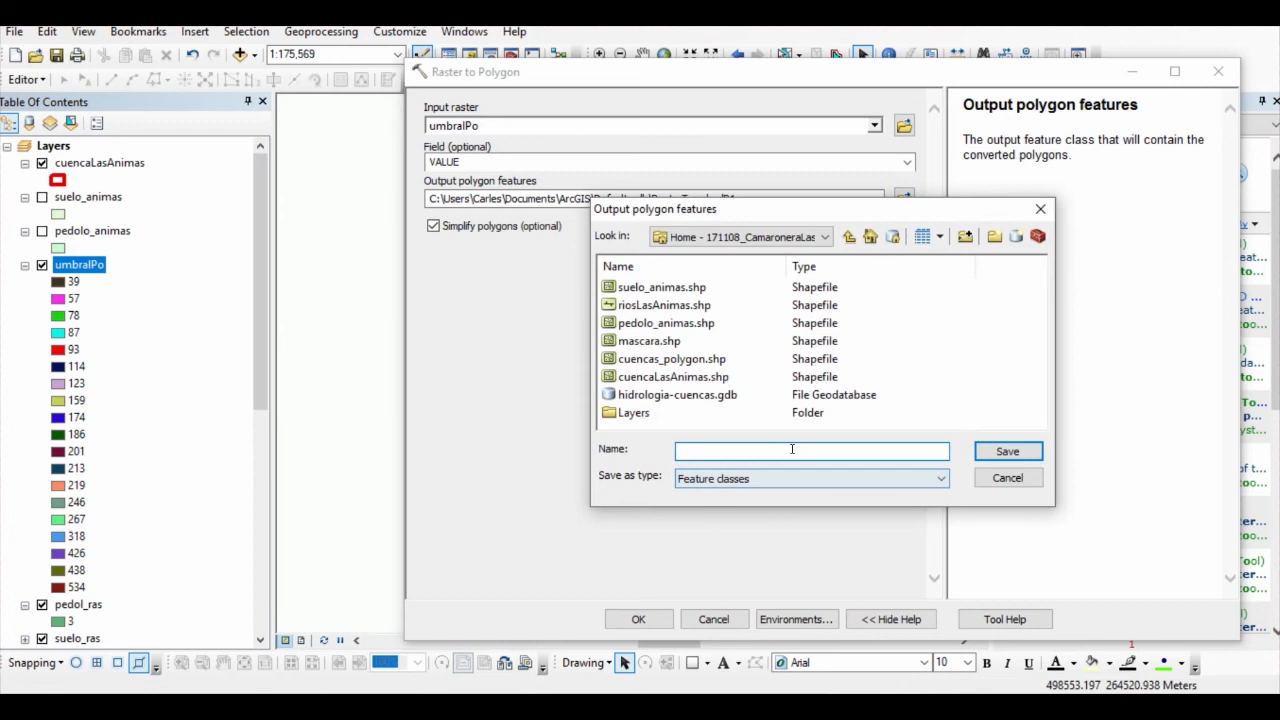 File Edit View Bookmarks Insert Selection Geoprocessing Customize Windows Help
1:175,569
Editor
Raster to Polygon
Table Of Contents
Layers
cuencaLasAnimas
suelo_animas
pedolo_animas
umbralPo
39
57
78
87
93
114
123
159
174
186
201
213
219
246
267
318
426
438
534
pedol_ras
3
suelo_ras
Input raster
umbralPo
Field (optional)
VALUE
Output polygon features
Simplify polygons (optional)
Output polygon features
Look in: Home - 171108_CamaroneraLas
Name Type
suelo_animas.shp Shapefile
riosLasAnimas.shp Shapefile
pedolo_animas.shp Shapefile
mascara.shp Shapefile
cuencas_polygon.shp Shapefile
cuencaLasAnimas.shp Shapefile
hidrologia-cuencas.gdb File Geodatabase
Layers Folder
Name: Save
Save as type: Feature classes Cancel
OK Cancel Environments... << Hide Help Tool Help
Output polygon features
The output feature class that will contain the
converted polygons.
Snapping Drawing Arial 10 B I U A
498553.197 264520.938 Meters